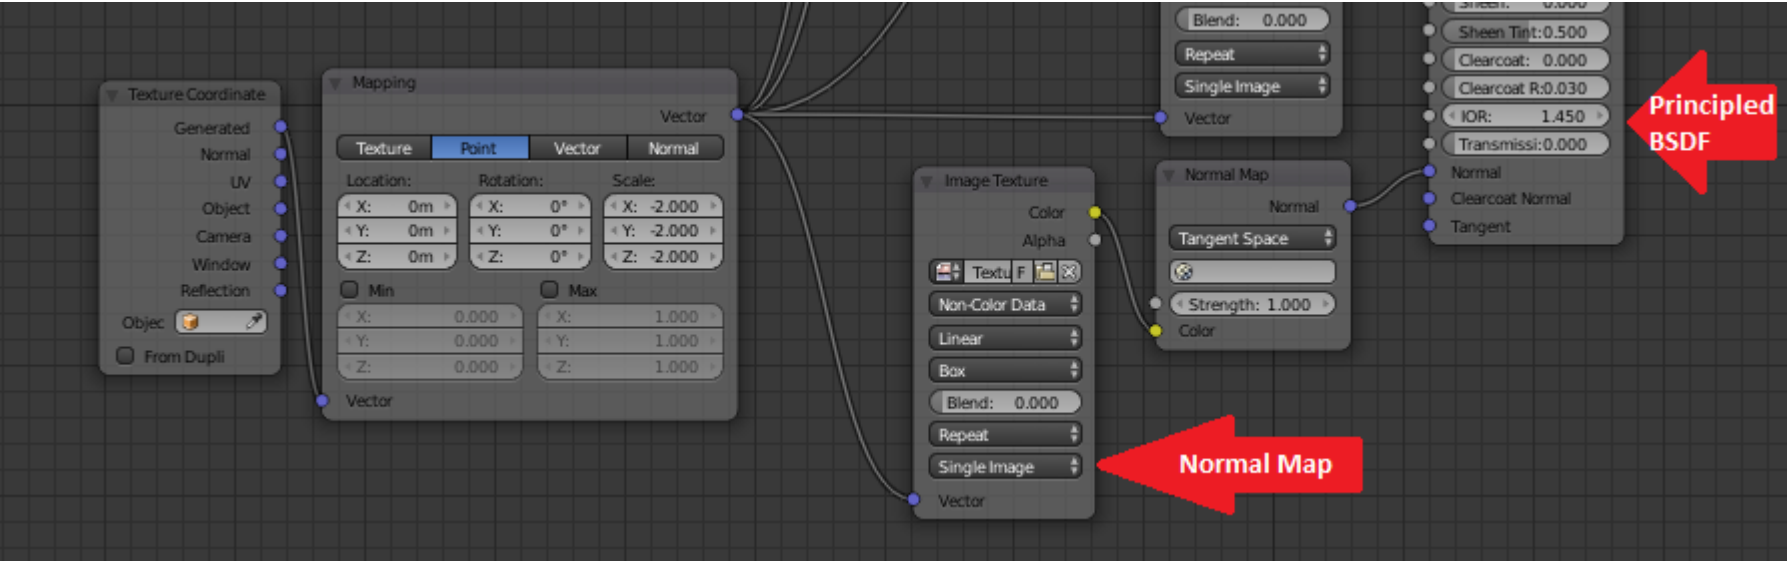 Texture Coordinate
Generated
Normal
UV
Object
Camera
Window
Reflection
Objec
From Dupli
Mapping
Vector
Texture Point Vector Normal
Location: Rotation: Scale:
X: 0m X: 0° X: -2.000
Y: 0m Y: 0° Y: -2.000
Z: 0m Z: 0° Z: -2.000
Min Max
X: 0.000 X: 1.000
Y: 0.000 Y: 1.000
Z: 0.000 Z: 1.000
Vector
Blend: 0.000
Repeat
Single Image
Vector
Image Texture
Color
Alpha
Textu F
Non-Color Data
Linear
Box
Blend: 0.000
Repeat
Single Image
Vector
Normal Map
Normal
Tangent Space
Strength: 1.000
Color
Sheen: 0.000
Sheen Tint:0.500
Clearcoat: 0.000
Clearcoat R:0.030
IOR: 1.450
Transmissi:0.000
Normal
Clearcoat Normal
Tangent
Principled
BSDF
Normal Map